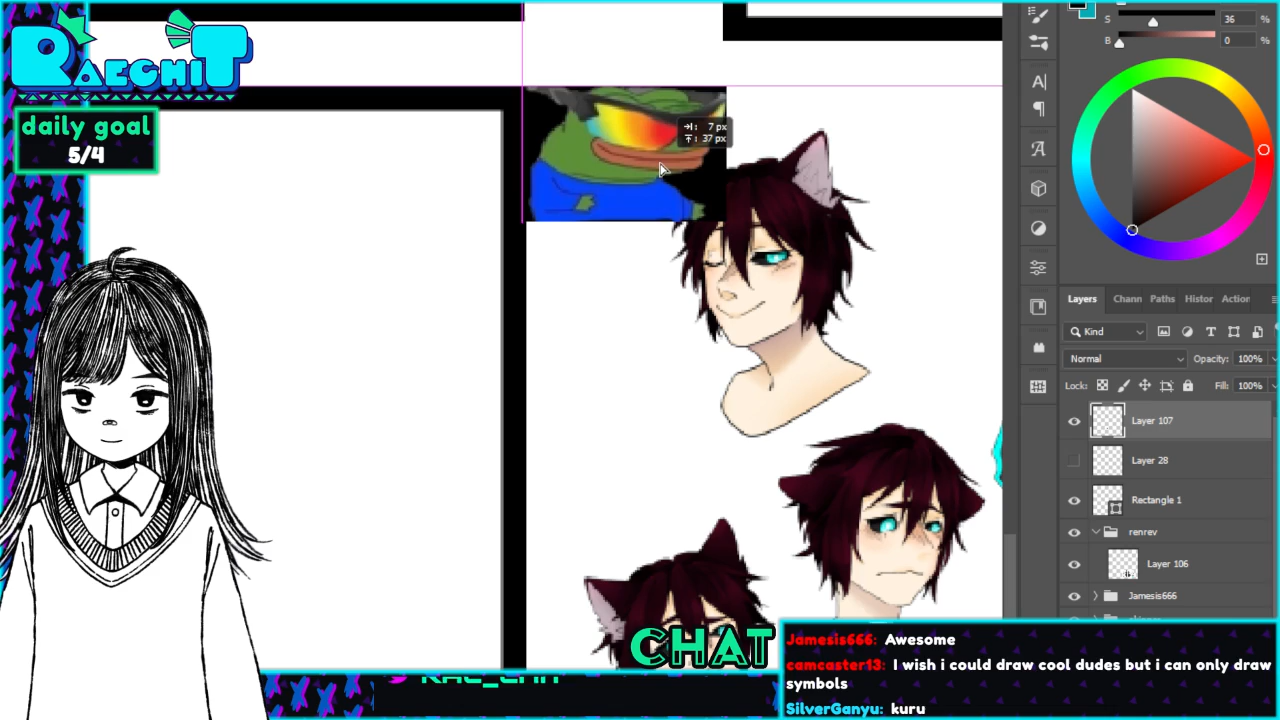 RAECHIT
daily goal
5/4
7 px
37 px
S 36 %
B 0 %
Layers Chann Paths Histor Action
Kind
Normal Opacity: 100%
Lock: Fill: 100%
Layer 107
Layer 28
Rectangle 1
renrev
Layer 106
Jamesis666
CHAT
Jamesis666: Awesome
camcaster13: I wish i could draw cool dudes but i can only draw
symbols
SilverGanyu: kuru